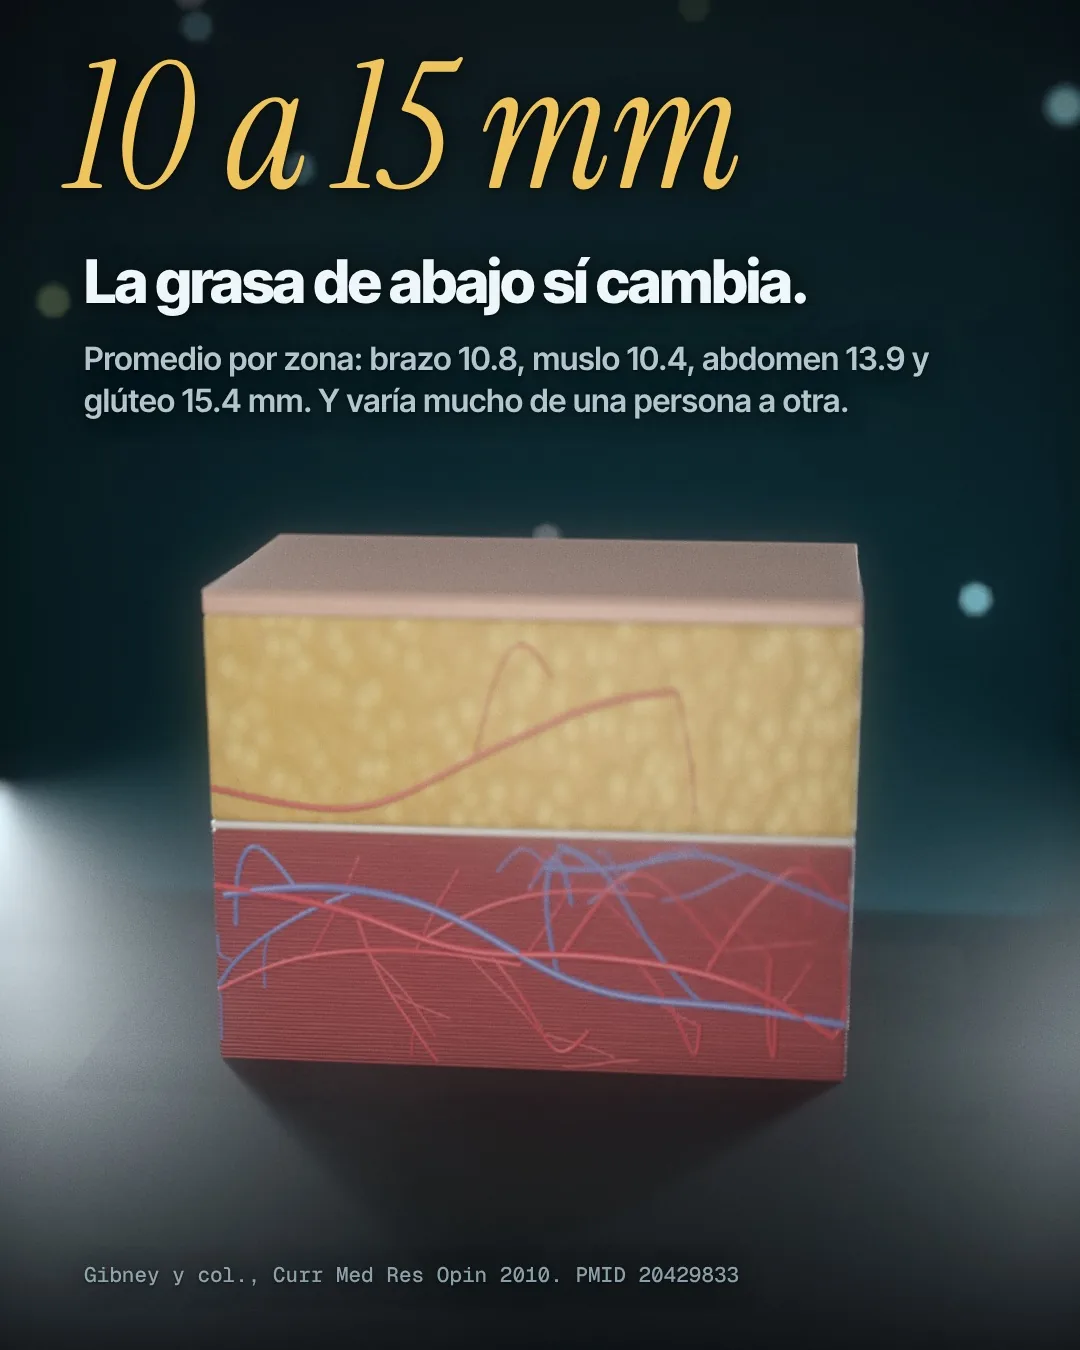 10 a 15 mm
La grasa de abajo sí cambia.
Promedio por zona: brazo 10.8, muslo 10.4, abdomen 13.9 y
glúteo 15.4 mm. Y varía mucho de una persona a otra.
Gibney y col., Curr Med Res Opin 2010. PMID 20429833